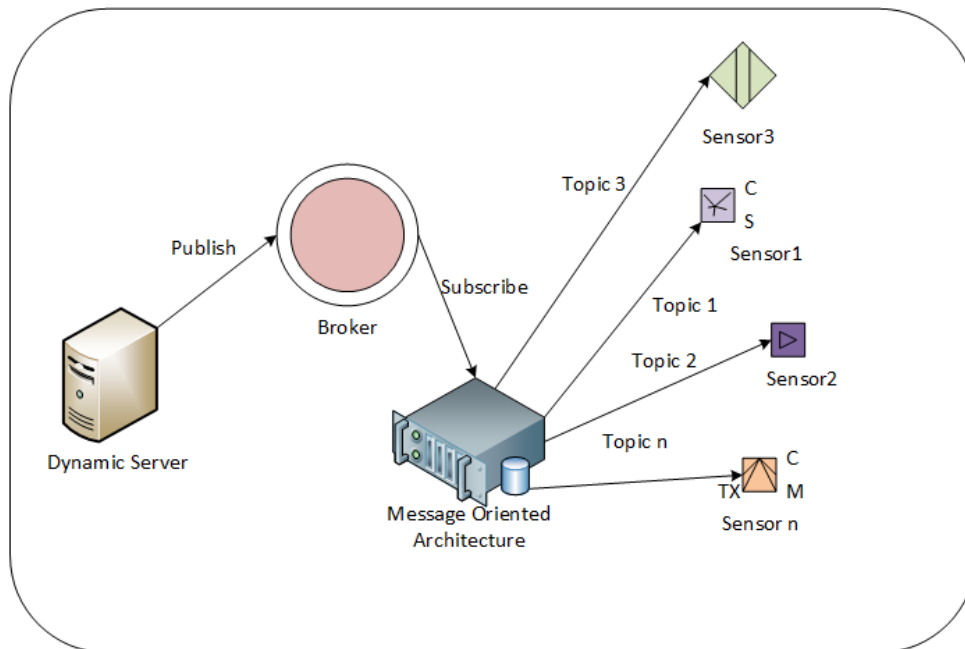 Sensor3
Topic 3
C
S
Sensor1
Publish
Subscribe
Topic 1
Broker
Topic 2
Sensor2
Dynamic Server
Topic n
C
TX
M
Sensor n
Message Oriented
Architecture